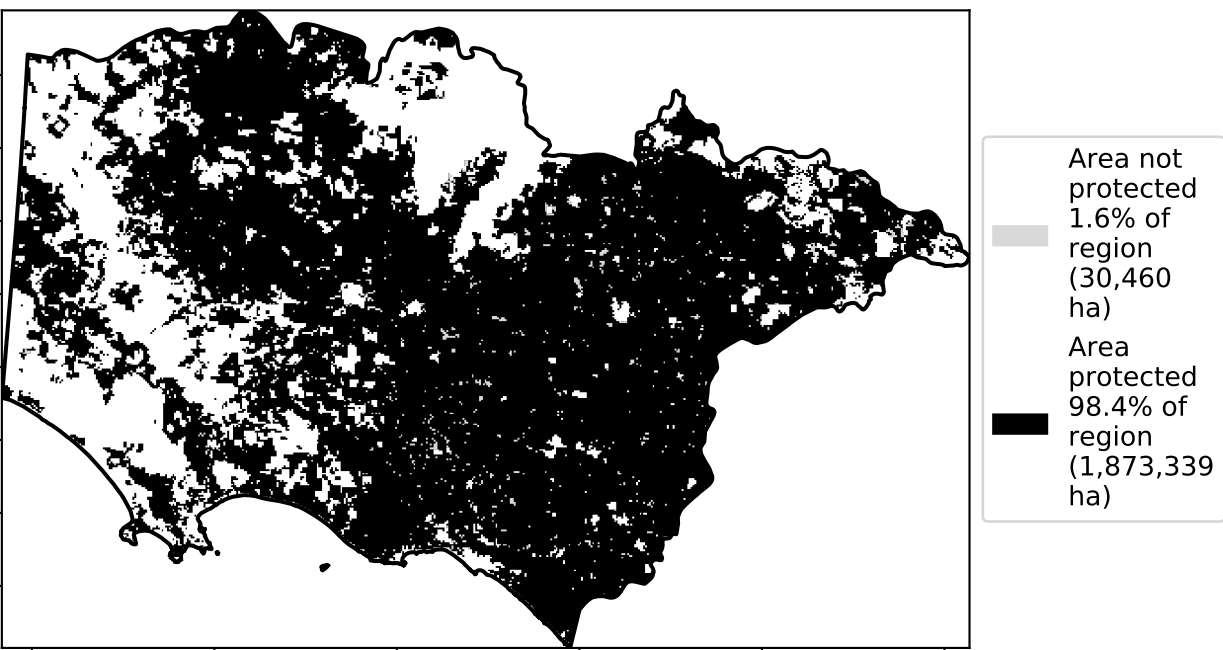 Area not
protected
1.6% of
region
(30,460
ha)
Area
protected
98.4% of
region
(1,873,339
ha)